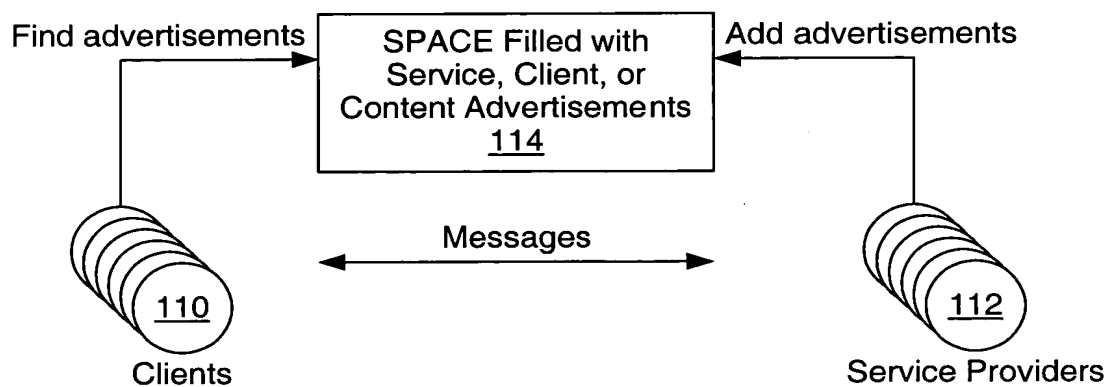 Find advertisements
SPACE Filled with
Service, Client, or
Content Advertisements
114
Add advertisements
Messages
110
Clients
112
Service Providers